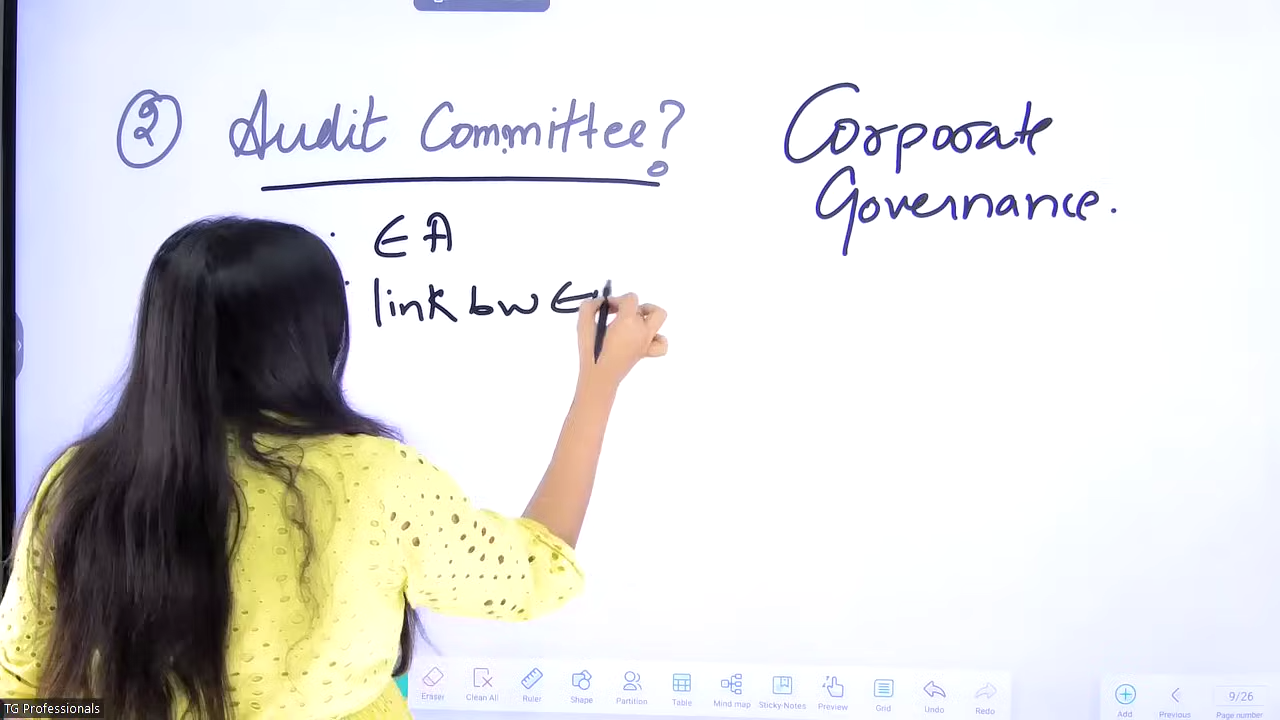 ② Audit Committee?
Corporate
Governance.
· EA
· link bw E
Eraser
Clean All
Ruler
Shape
Partition
Table
Mind map
Sticky Notes
Preview
Grid
Undo
Redo
Add
Previous
9/26
Page number
TG Professionals